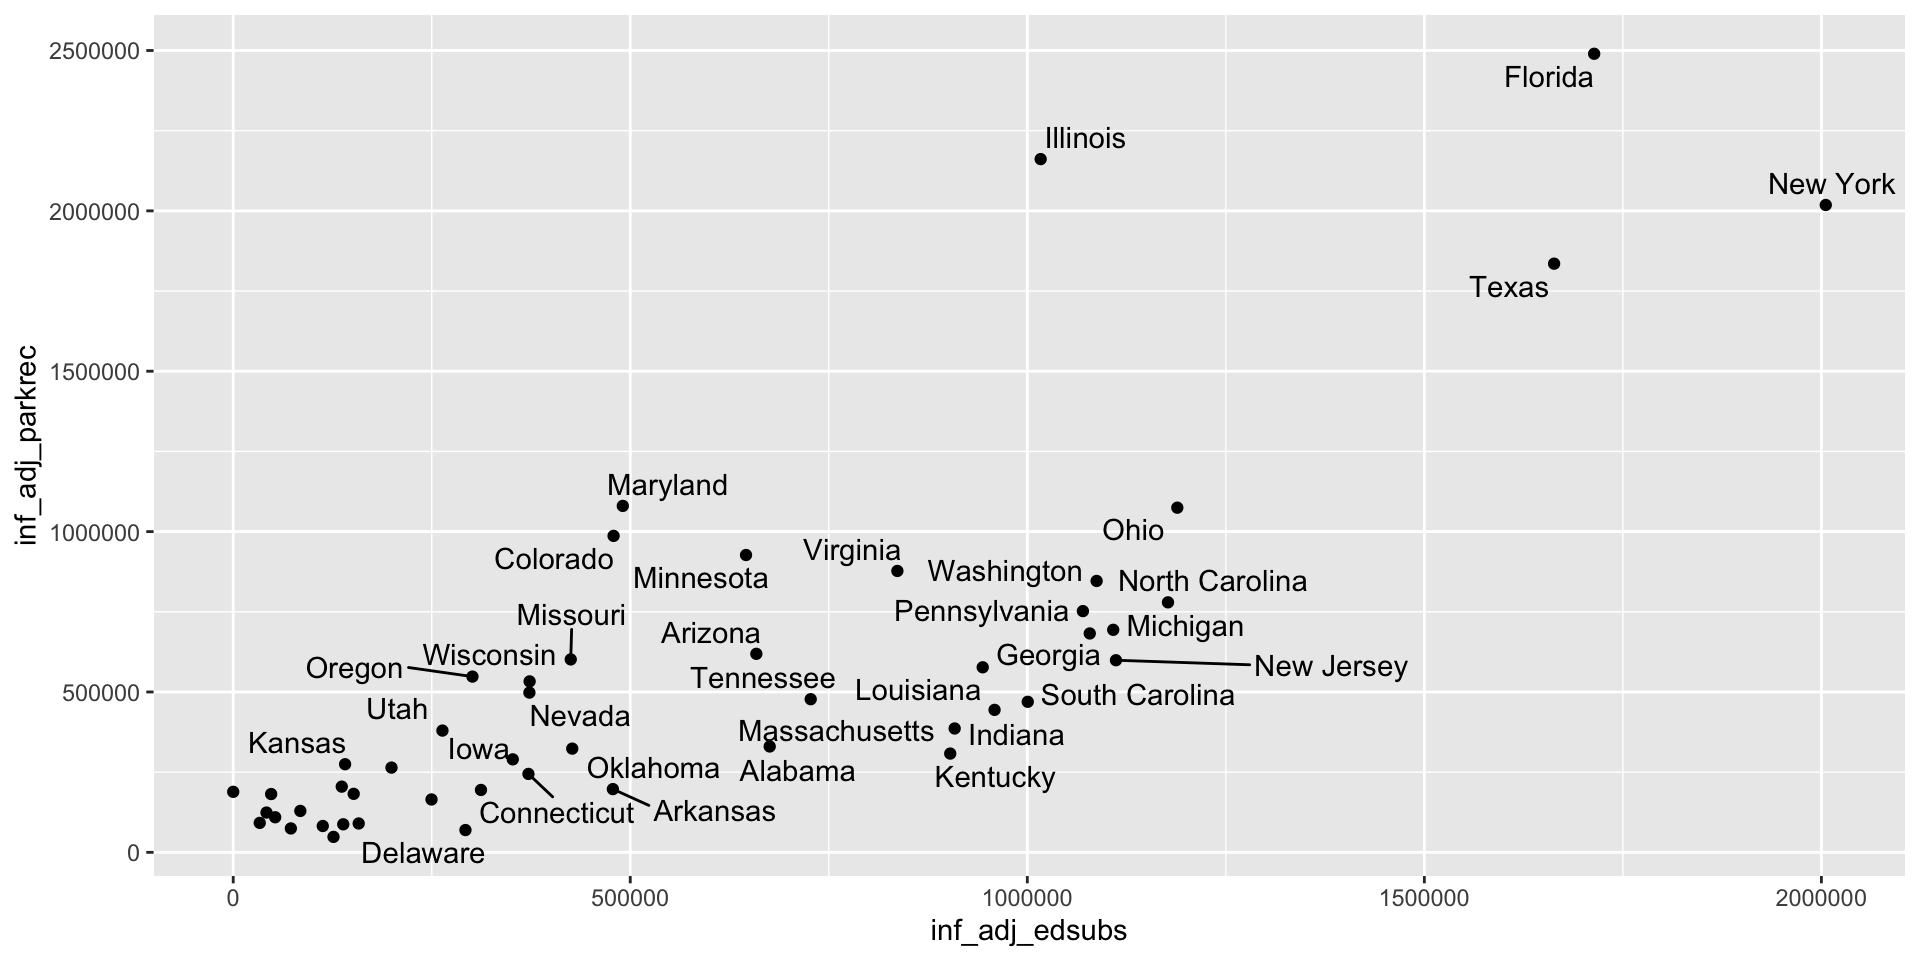 2500000
Florida
Illinois
New York
2000000
Texas
1500000
Maryland
1000000
Ohio
Colorado
Virginia
Minnesota
Washington
North Carolina
Missouri
Pennsylvania
Arizona
Michigan
Wisconsin
Georgia
Oregon
New Jersey
Tennessee
500000
Louisiana
South Carolina
Utah
Nevada
Massachusetts
Indiana
Kansas
Iowa
Oklahoma
Alabama
Kentucky
Connecticut
Arkansas
Delaware
0
0 500000 1000000 1500000 2000000
inf_adj_edsubs
inf_adj_parkrec